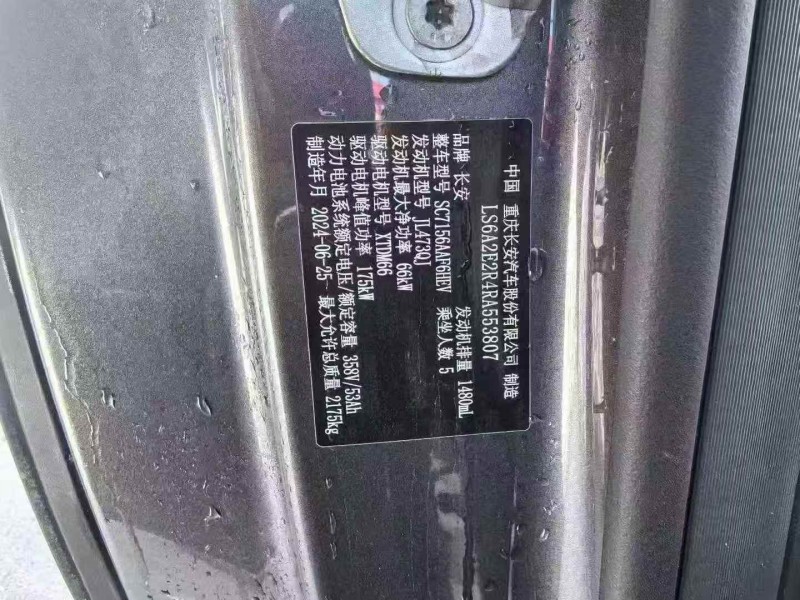 中国 重庆长安汽车股份有限公司 制造
LS6A2E2R4RA553807
品牌 长安
整车型号 SC7156AAF6HEV 乘坐人数 5
发动机型号 JL473QJ 发动机排量 1480mL
发动机最大净功率 66kW
驱动电机型号 XTDM66
驱动电机峰值功率 175kW
动力电池系统额定电压/额定容量 358V/53Ah
制造年月 2024-06-25 最大允许总质量 2175kg